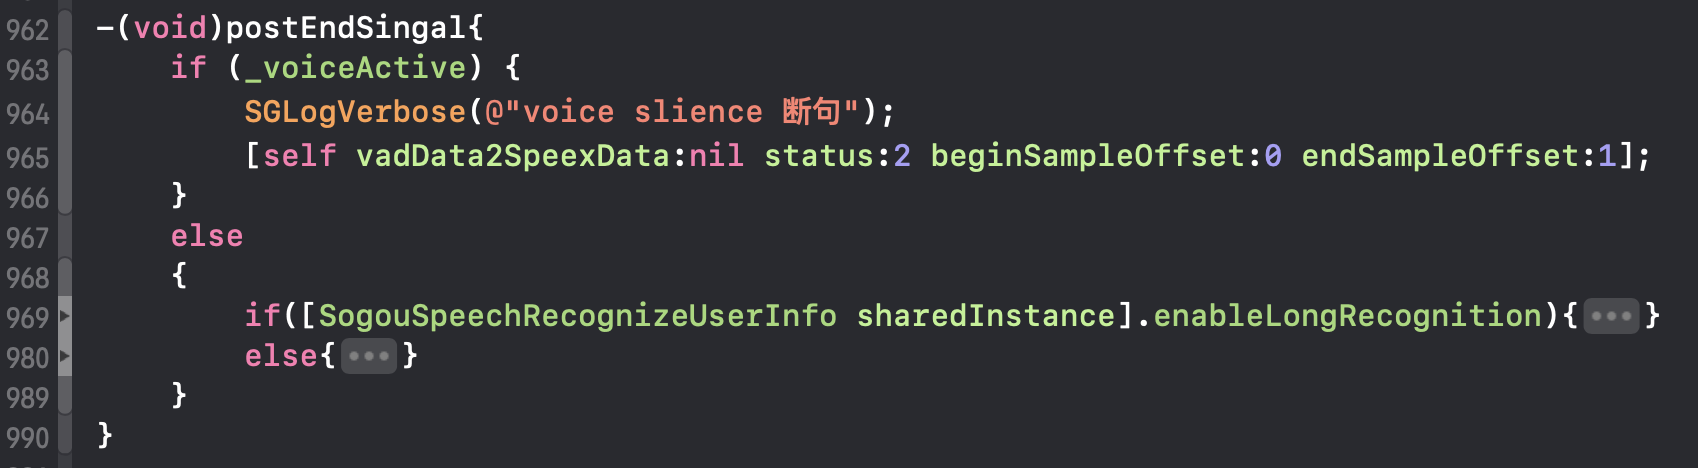 962 -(void)postEndSingal{
963 if (_voiceActive) {
964 SGLogVerbose(@"voice slience 断句");
965 [self vadData2SpeexData:nil status:2 beginSampleOffset:0 endSampleOffset:1];
966 }
967 else
968 {
969 if([SogouSpeechRecognizeUserInfo sharedInstance].enableLongRecognition){•••}
980 else{•••}
989 }
990 }